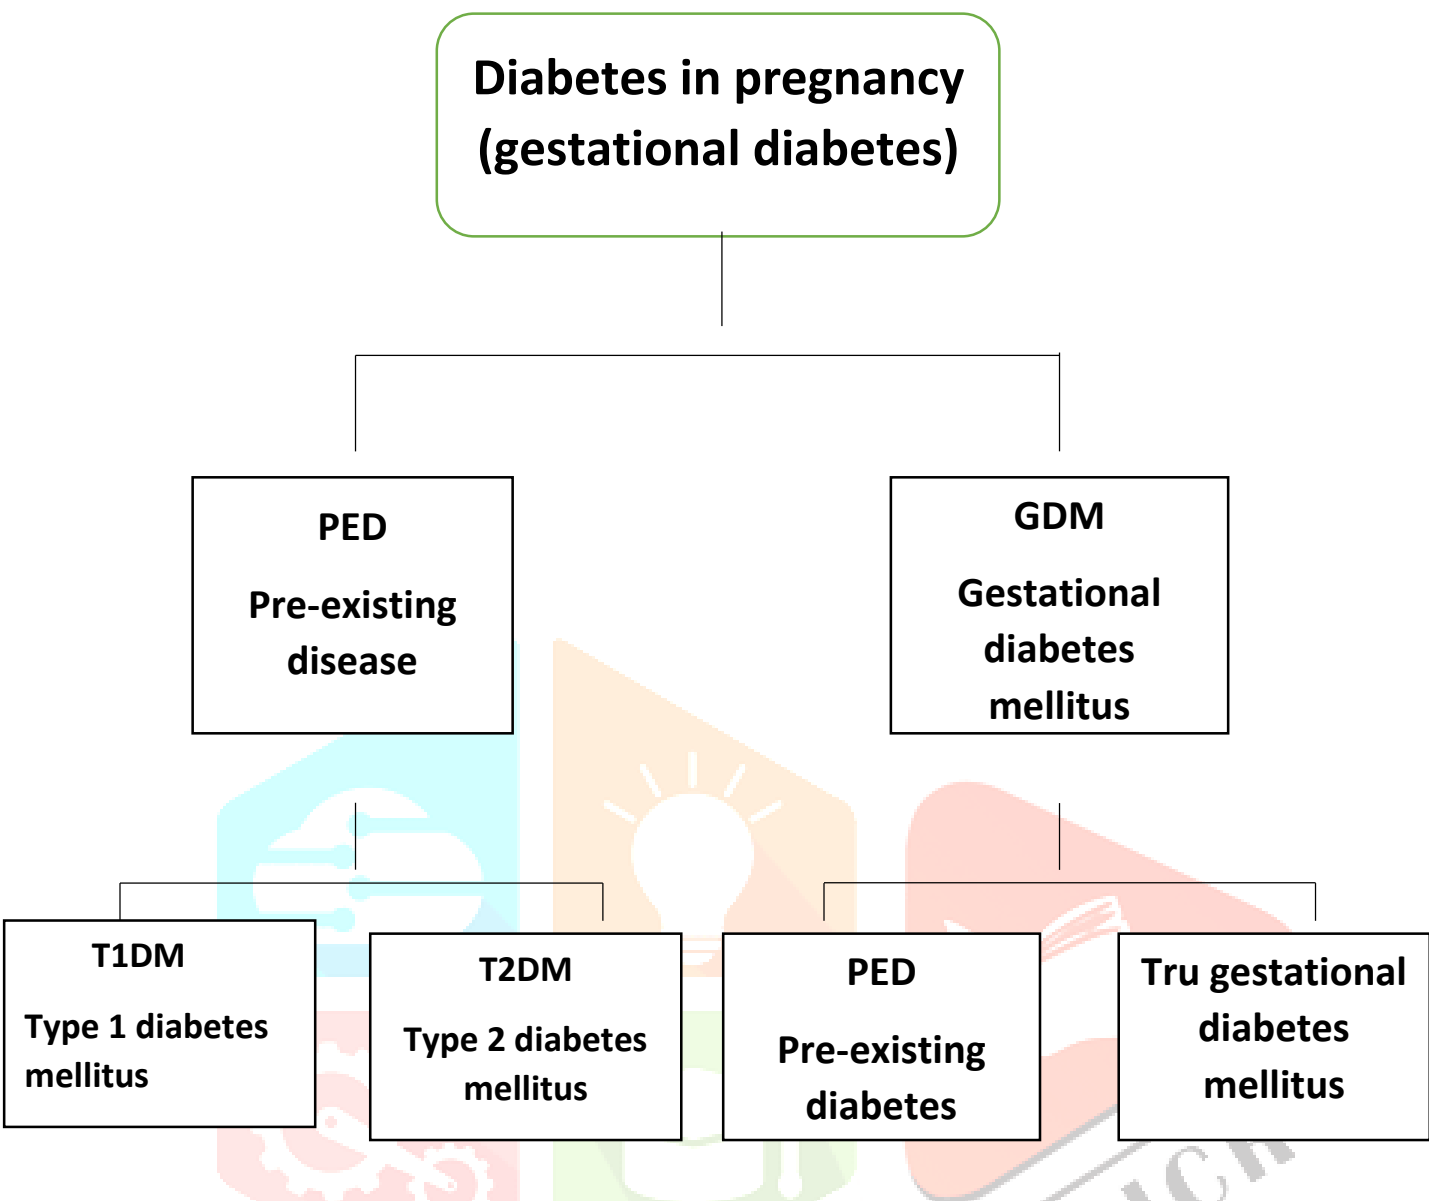 Diabetes in pregnancy
(gestational diabetes)
PED
Pre-existing
disease
GDM
Gestational
diabetes
mellitus
T1DM
Type 1 diabetes
mellitus
T2DM
Type 2 diabetes
mellitus
PED
Pre-existing
diabetes
Tru gestational
diabetes
mellitus